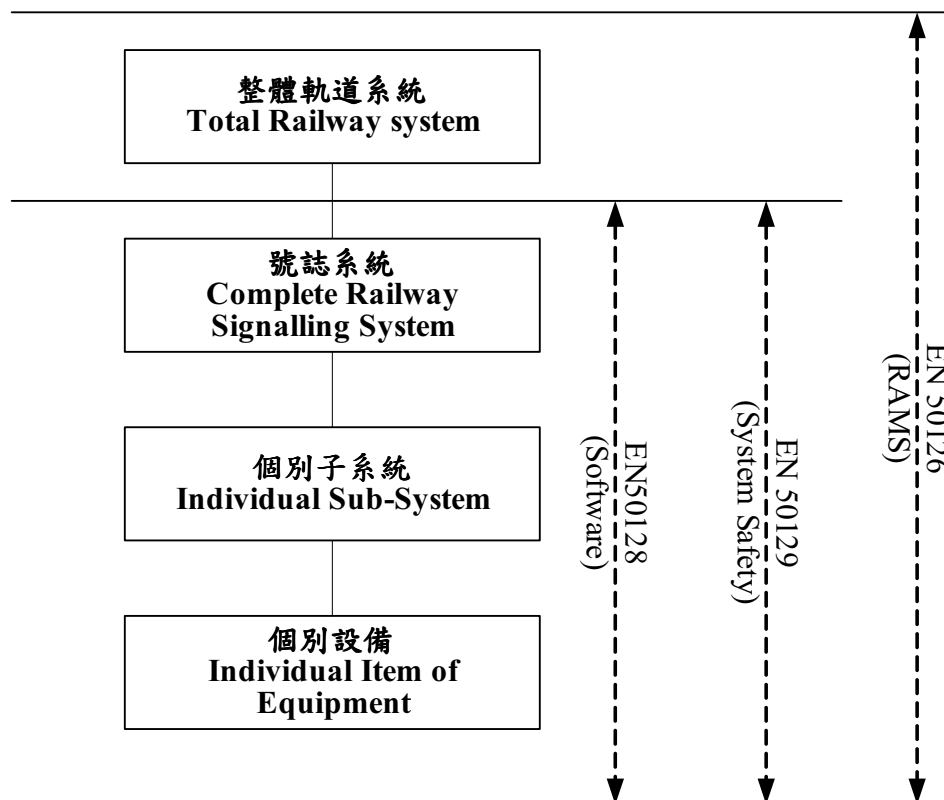 整體軌道系統
Total Railway system
號誌系統
Complete Railway
Signalling System
個別子系統
Individual Sub-System
個別設備
Individual Item of
Equipment
EN50128
(Software)
EN 50129
(System Safety)
EN 50126
(RAMS)